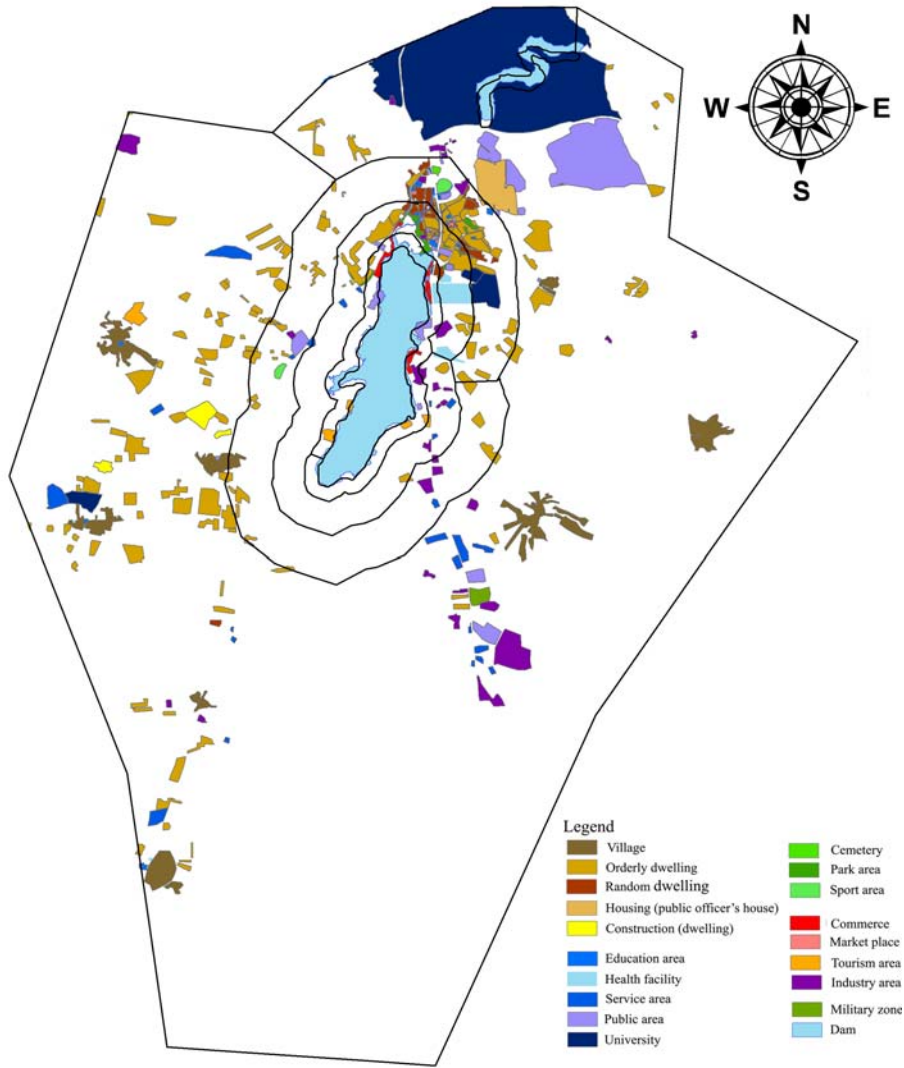 N
W
E
S
Legend
Village
Orderly dwelling
Random dwelling
Housing (public officer's house)
Construction (dwelling)
Education area
Health facility
Service area
Public area
University
Cemetery
Park area
Sport area
Commerce
Market place
Tourism area
Industry area
Military zone
Dam